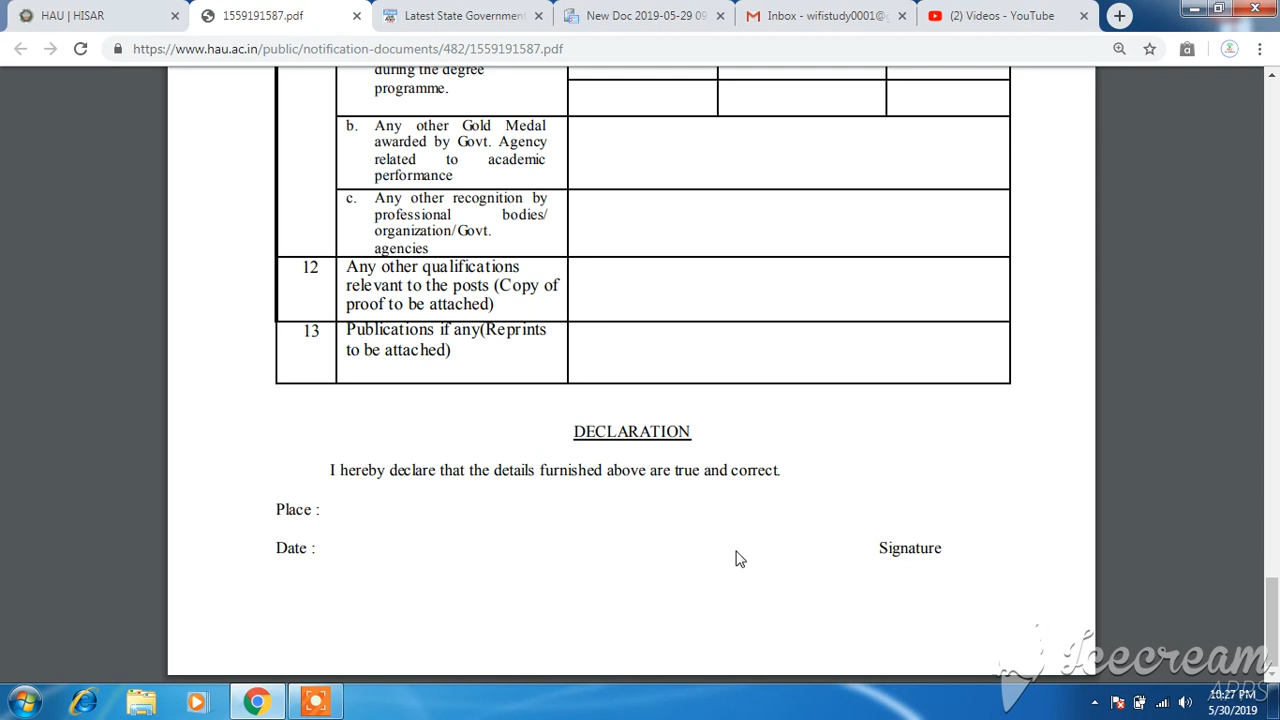 HAU | HISAR
1559191587.pdf
Latest State Government
New Doc 2019-05-29 09
Inbox - wifistudy0001@g
(2) Videos - YouTube
https://www.hau.ac.in/public/notification-documents/482/1559191587.pdf
during the degree
programme.
b. Any other Gold Medal
awarded by Govt. Agency
related to academic
performance
c. Any other recognition by
professional bodies/
organization/Govt.
agencies
12 Any other qualifications
relevant to the posts (Copy of
proof to be attached)
13 Publications if any(Reprints
to be attached)
DECLARATION
I hereby declare that the details furnished above are true and correct.
Place :
Date : Signature
Icecream
APPS
10:27 PM
5/30/2019